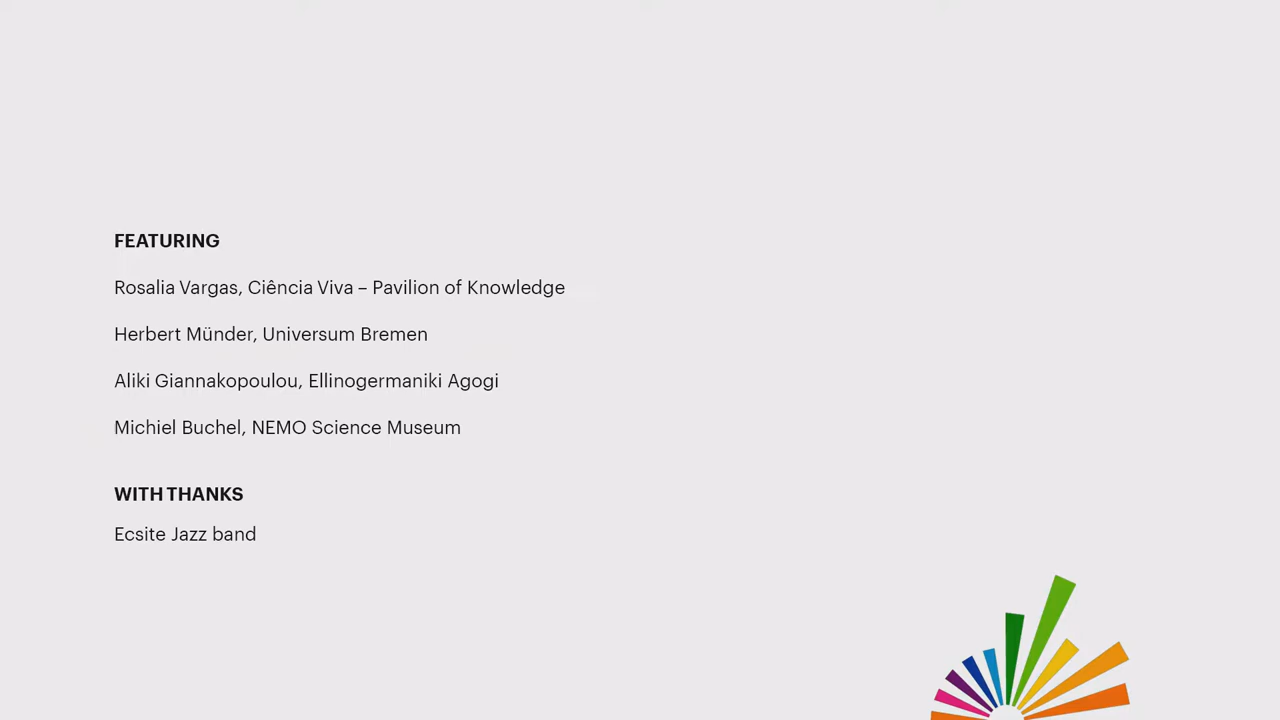 FEATURING
Rosalia Vargas, Ciência Viva – Pavilion of Knowledge
Herbert Münder, Universum Bremen
Aliki Giannakopoulou, Ellinogermaniki Agogi
Michiel Buchel, NEMO Science Museum
WITH THANKS
Ecsite Jazz band